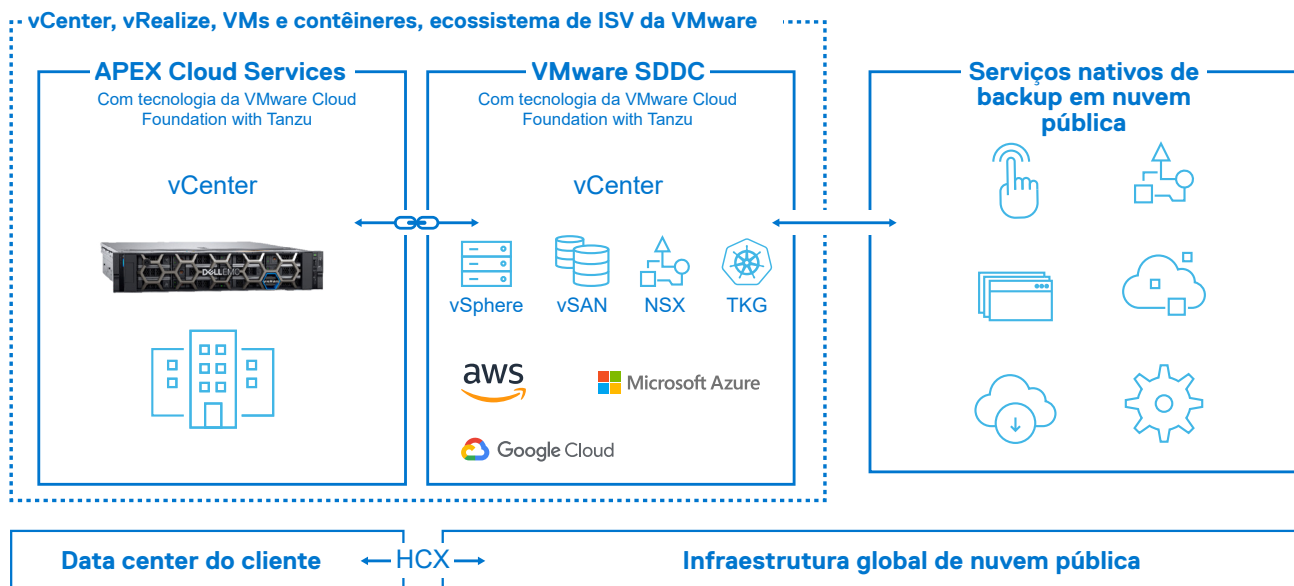 vCenter, vRealize, VMs e contêineres, ecossistema de ISV da VMware
APEX Cloud Services
Com tecnologia da VMware Cloud
Foundation with Tanzu
vCenter
DELLEMC
VMware SDDC
Com tecnologia da VMware Cloud
Foundation with Tanzu
vCenter
vSphere
vSAN
NSX
TKG
aws
Microsoft Azure
Google Cloud
Serviços nativos de
backup em nuvem
pública
Data center do cliente
HCX
Infraestrutura global de nuvem pública